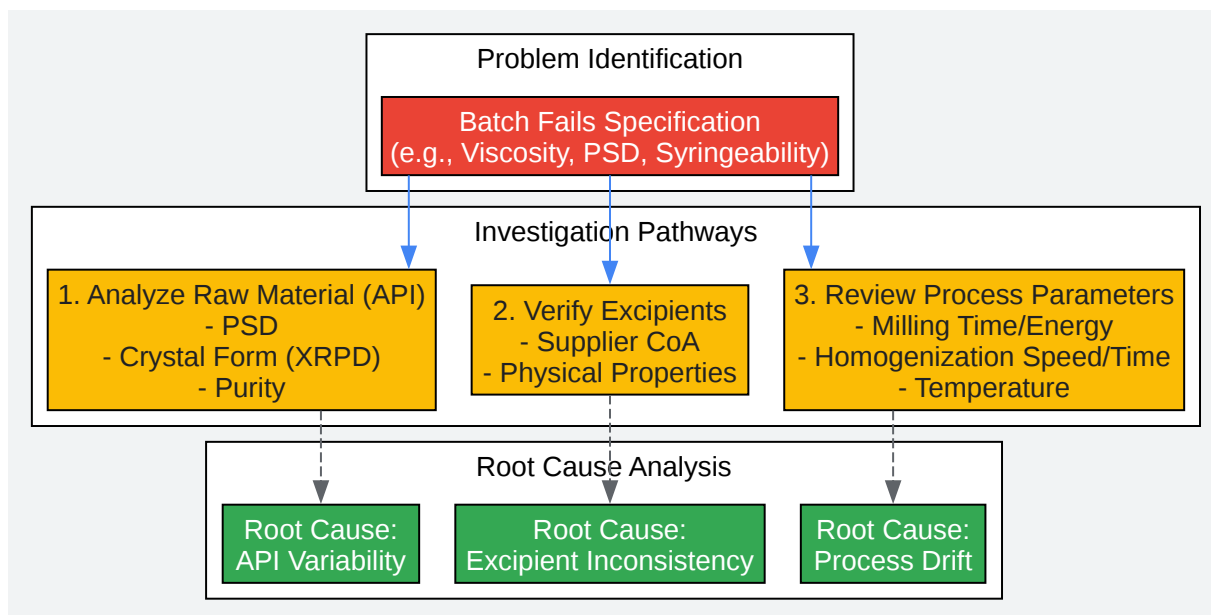 Problem Identification
Batch Fails Specification
(e.g., Viscosity, PSD, Syringeability)
Investigation Pathways
1. Analyze Raw Material (API)
- PSD
- Crystal Form (XRPD)
- Purity
2. Verify Excipients
- Supplier CoA
- Physical Properties
3. Review Process Parameters
- Milling Time/Energy
- Homogenization Speed/Time
- Temperature
Root Cause Analysis
Root Cause:
API Variability
Root Cause:
Excipient Inconsistency
Root Cause:
Process Drift